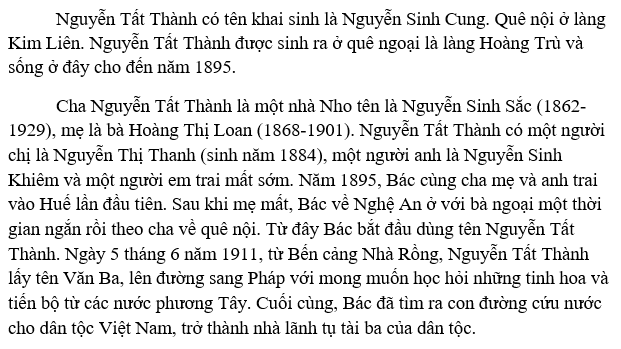 Nguyễn Tất Thành có tên khai sinh là Nguyễn Sinh Cung. Quê nội ở làng
Kim Liên. Nguyễn Tất Thành được sinh ra ở quê ngoại là làng Hoàng Trù và
sống ở đây cho đến năm 1895.
Cha Nguyễn Tất Thành là một nhà Nho tên là Nguyễn Sinh Sắc (1862-
1929), mẹ là bà Hoàng Thị Loan (1868-1901). Nguyễn Tất Thành có một người
chị là Nguyễn Thị Thanh (sinh năm 1884), một người anh là Nguyễn Sinh
Khiêm và một người em trai mất sớm. Năm 1895, Bác cùng cha mẹ và anh trai
vào Huế lần đầu tiên. Sau khi mẹ mất, Bác về Nghệ An ở với bà ngoại một thời
gian ngắn rồi theo cha về quê nội. Từ đây Bác bắt đầu dùng tên Nguyễn Tất
Thành. Ngày 5 tháng 6 năm 1911, từ Bến cảng Nhà Rồng, Nguyễn Tất Thành
lấy tên Văn Ba, lên đường sang Pháp với mong muốn học hỏi những tinh hoa và
tiến bộ từ các nước phương Tây. Cuối cùng, Bác đã tìm ra con đường cứu nước
cho dân tộc Việt Nam, trở thành nhà lãnh tụ tài ba của dân tộc.